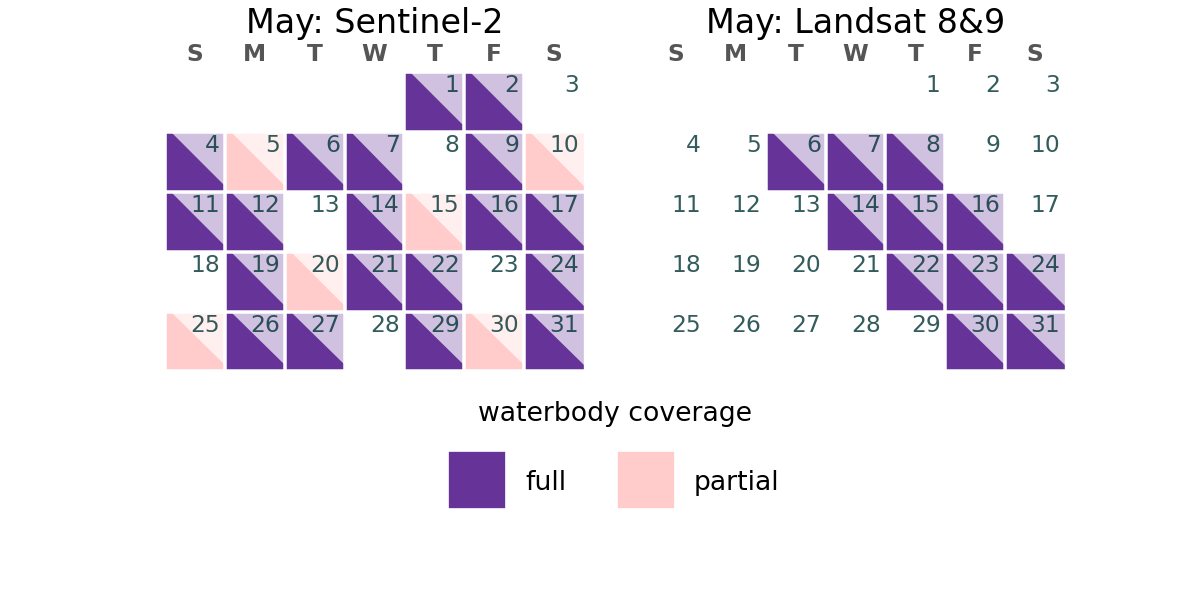 May: Sentinel-2
S M T W T F S
1 2 3
4 5 6 7 8 9 10
11 12 13 14 15 16 17
18 19 20 21 22 23 24
25 26 27 28 29 30 31
May: Landsat 8&9
S M T W T F S
1 2 3
4 5 6 7 8 9 10
11 12 13 14 15 16 17
18 19 20 21 22 23 24
25 26 27 28 29 30 31
waterbody coverage
full partial